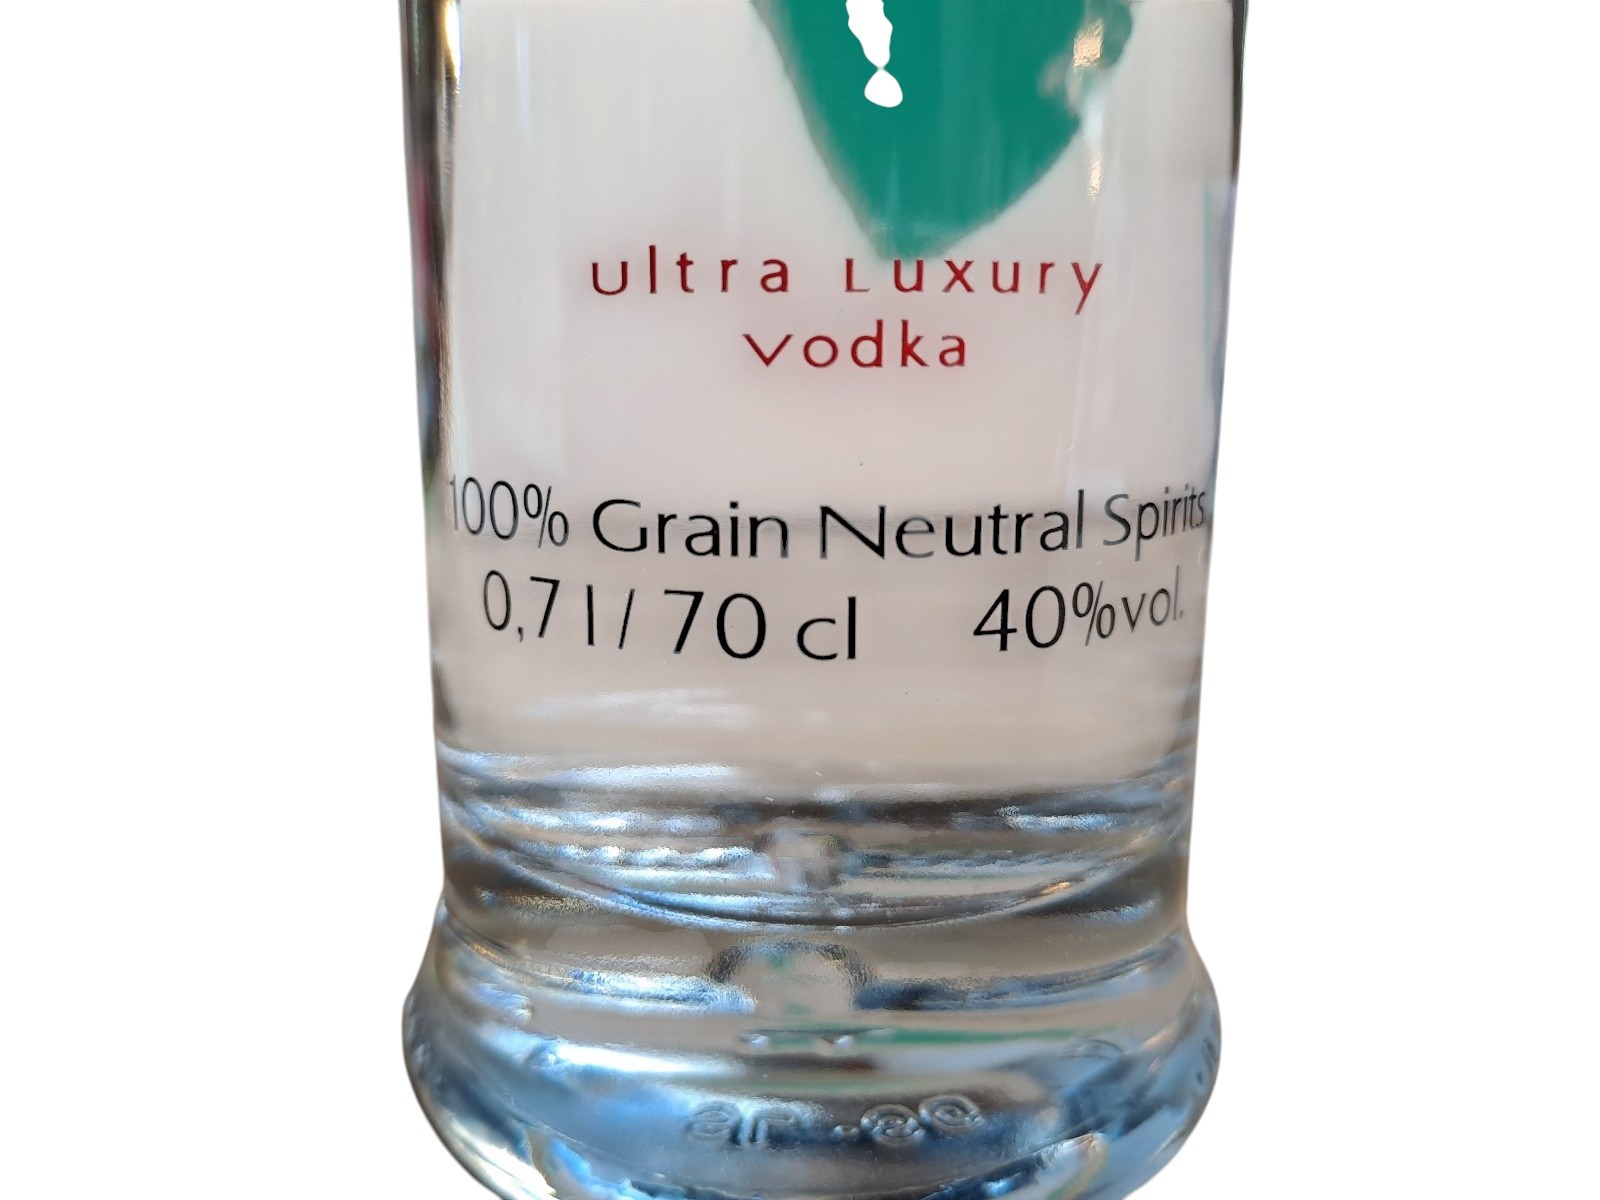 ultra Luxury
vodka
100% Grain Neutral Spirits
0,7 l / 70 cl 40%vol.